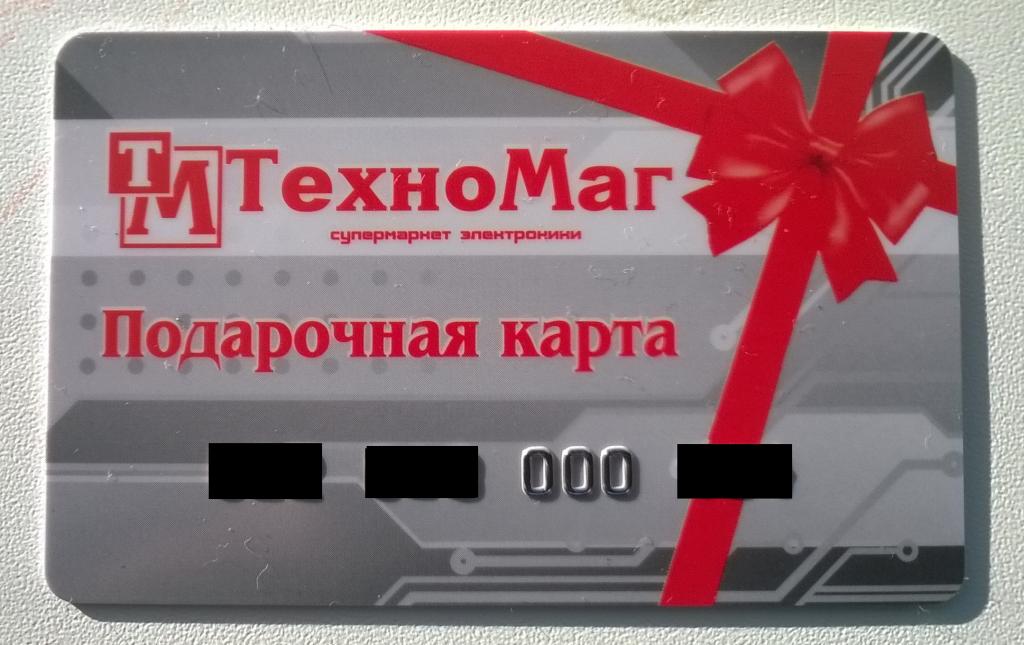 ТМ ТехноМаг
супермаркет электроники
Подарочная карта
000